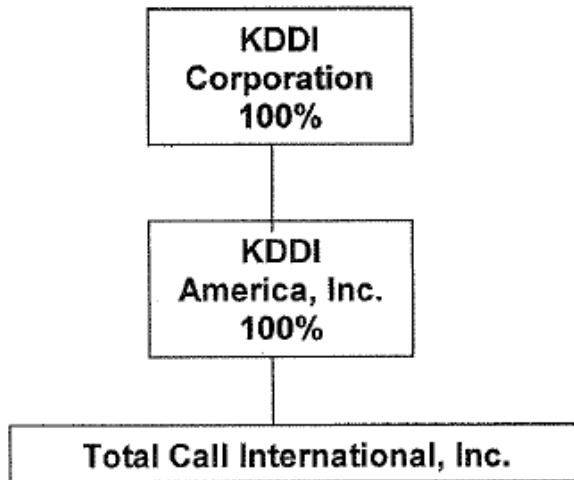 KDDI
Corporation
100%
KDDI
America, Inc.
100%
Total Call International, Inc.